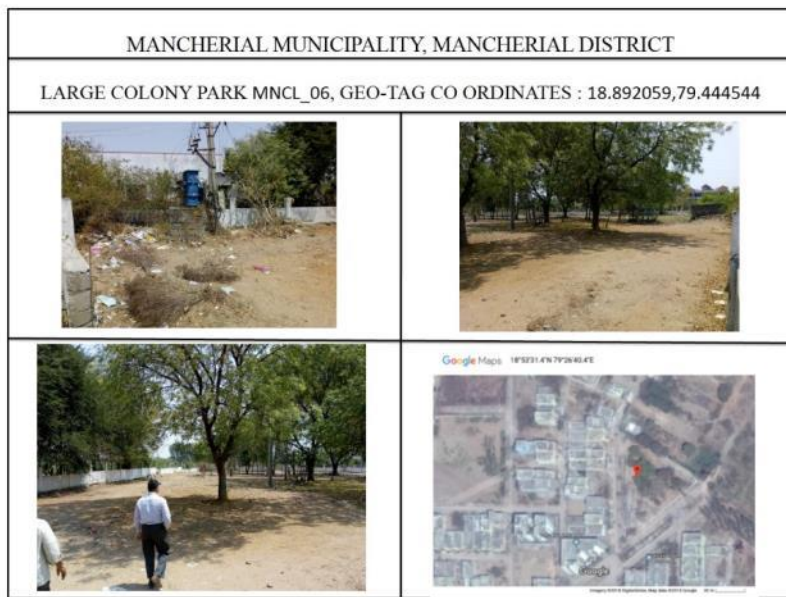 MANCHERIAL MUNICIPALITY, MANCHERIAL DISTRICT
LARGE COLONY PARK MNCL_06, GEO-TAG CO ORDINATES : 18.892059,79.444544
Google Maps 18°53'31.4"N 79°26'40.4"E
Google